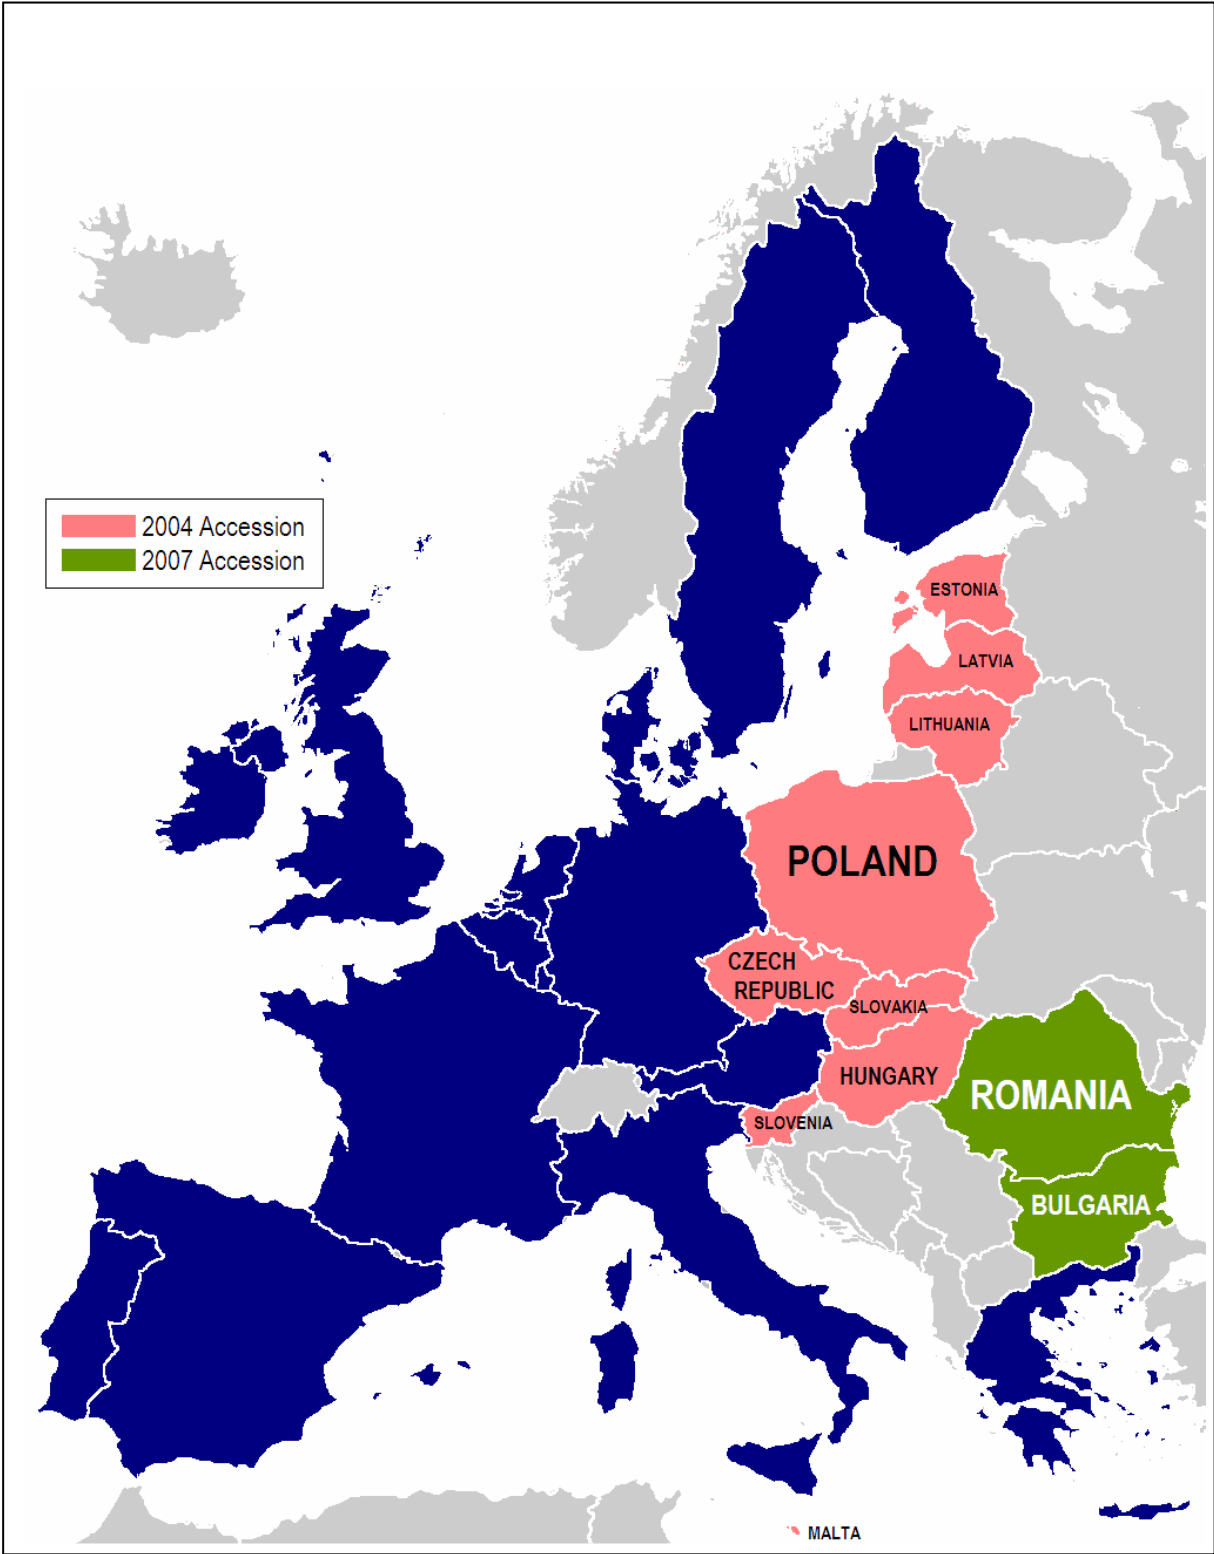 2004 Accession
2007 Accession
ESTONIA
LATVIA
LITHUANIA
POLAND
CZECH
REPUBLIC
SLOVAKIA
HUNGARY
ROMANIA
SLOVENIA
BULGARIA
MALTA